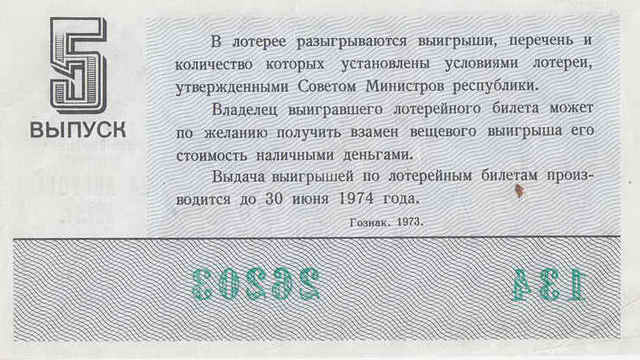 5
ВЫПУСК
В лотерее разыгрываются выигрыши, перечень и
количество которых установлены условиями лотереи,
утвержденными Советом Министров республики.
Владелец выигравшего лотерейного билета может
по желанию получить взамен вещевого выигрыша его
стоимость наличными деньгами.
Выдача выигрышей по лотерейным билетам произ-
водится до 30 июня 1974 года.
Гознак. 1973.